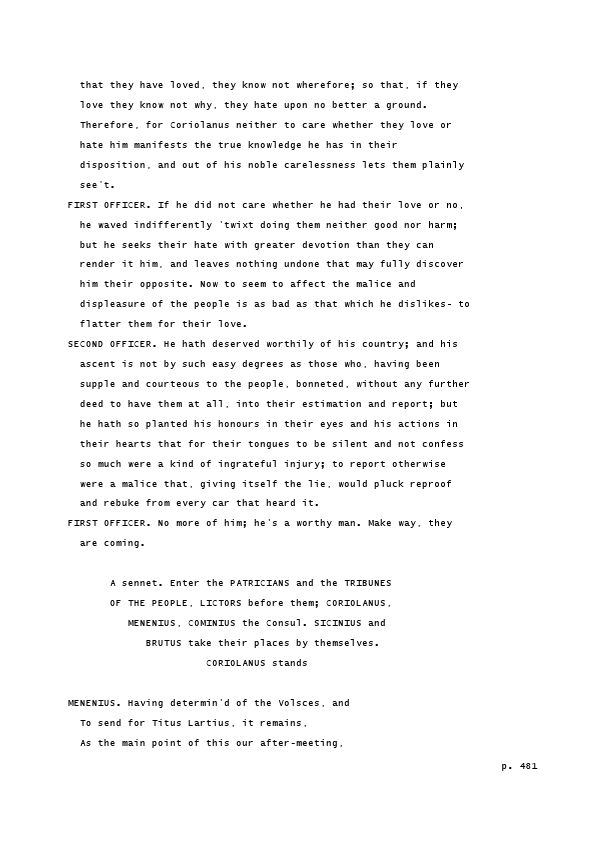 that they have loved, they know not wherefore; so that, if they
love they know not why, they hate upon no better a ground.
Therefore, for Coriolanus neither to care whether they love or
hate him manifests the true knowledge he has in their
disposition, and out of his noble carelessness lets them plainly
see't.
FIRST OFFICER. If he did not care whether he had their love or no,
he waved indifferently 'twixt doing them neither good nor harm;
but he seeks their hate with greater devotion than they can
render it him, and leaves nothing undone that may fully discover
him their opposite. Now to seem to affect the malice and
displeasure of the people is as bad as that which he dislikes- to
flatter them for their love.
SECOND OFFICER. He hath deserved worthily of his country; and his
ascent is not by such easy degrees as those who, having been
supple and courteous to the people, bonneted, without any further
deed to have them at all, into their estimation and report; but
he hath so planted his honours in their eyes and his actions in
their hearts that for their tongues to be silent and not confess
so much were a kind of ingrateful injury; to report otherwise
were a malice that, giving itself the lie, would pluck reproof
and rebuke from every car that heard it.
FIRST OFFICER. No more of him; he's a worthy man. Make way, they
are coming.
A sennet. Enter the PATRICIANS and the TRIBUNES
OF THE PEOPLE, LICTORS before them; CORIOLANUS,
MENENIUS, COMINIUS the Consul. SICINIUS and
BRUTUS take their places by themselves.
CORIOLANUS stands
MENENIUS. Having determin'd of the Volsces, and
To send for Titus Lartius, it remains,
As the main point of this our after-meeting,
p. 481